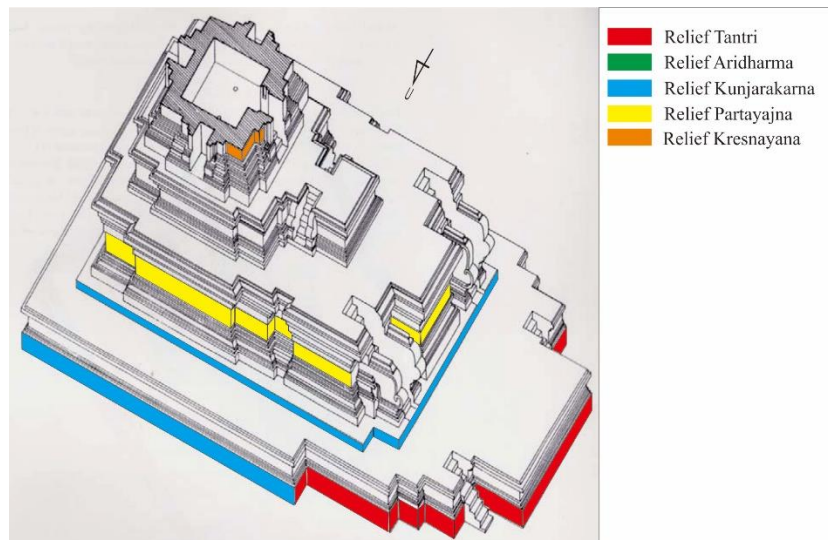 Relief Tantri
Relief Aridharma
Relief Kunjarakarna
Relief Partayajna
Relief Kresnayana